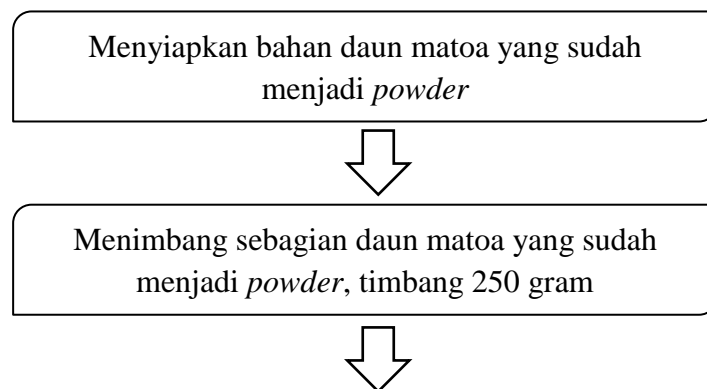 Menyiapkan bahan daun matoa yang sudah
menjadi powder
Menimbang sebagian daun matoa yang sudah
menjadi powder, timbang 250 gram